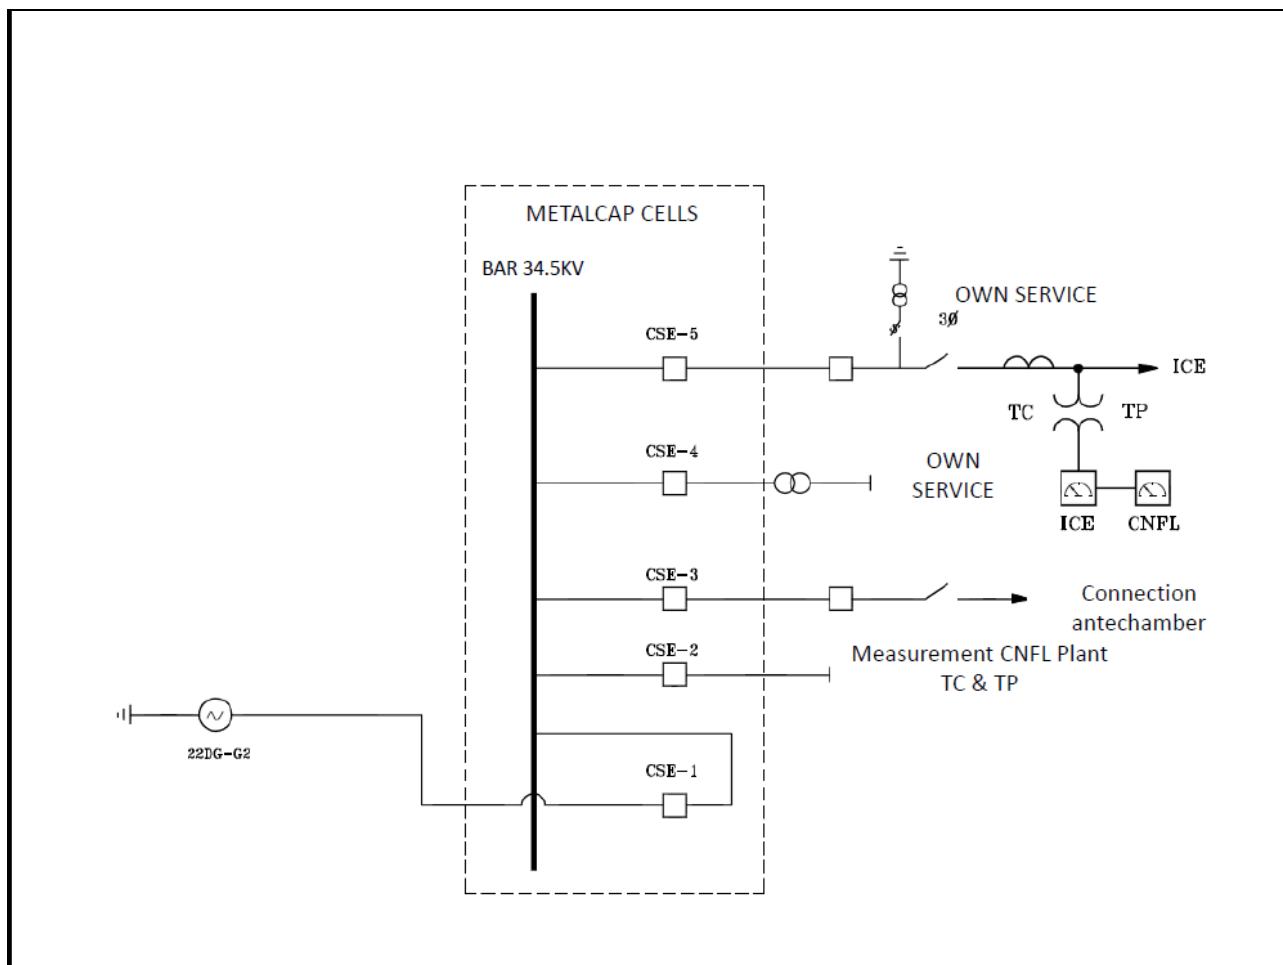 METALCAP CELLS
BAR 34.5KV
CSE-5
OWN SERVICE
3Ø
ICE
TC
TP
CSE-4
OWN
SERVICE
ICE
CNFL
CSE-3
Connection
antechamber
CSE-2
Measurement CNFL Plant
TC & TP
22DG-G2
CSE-1